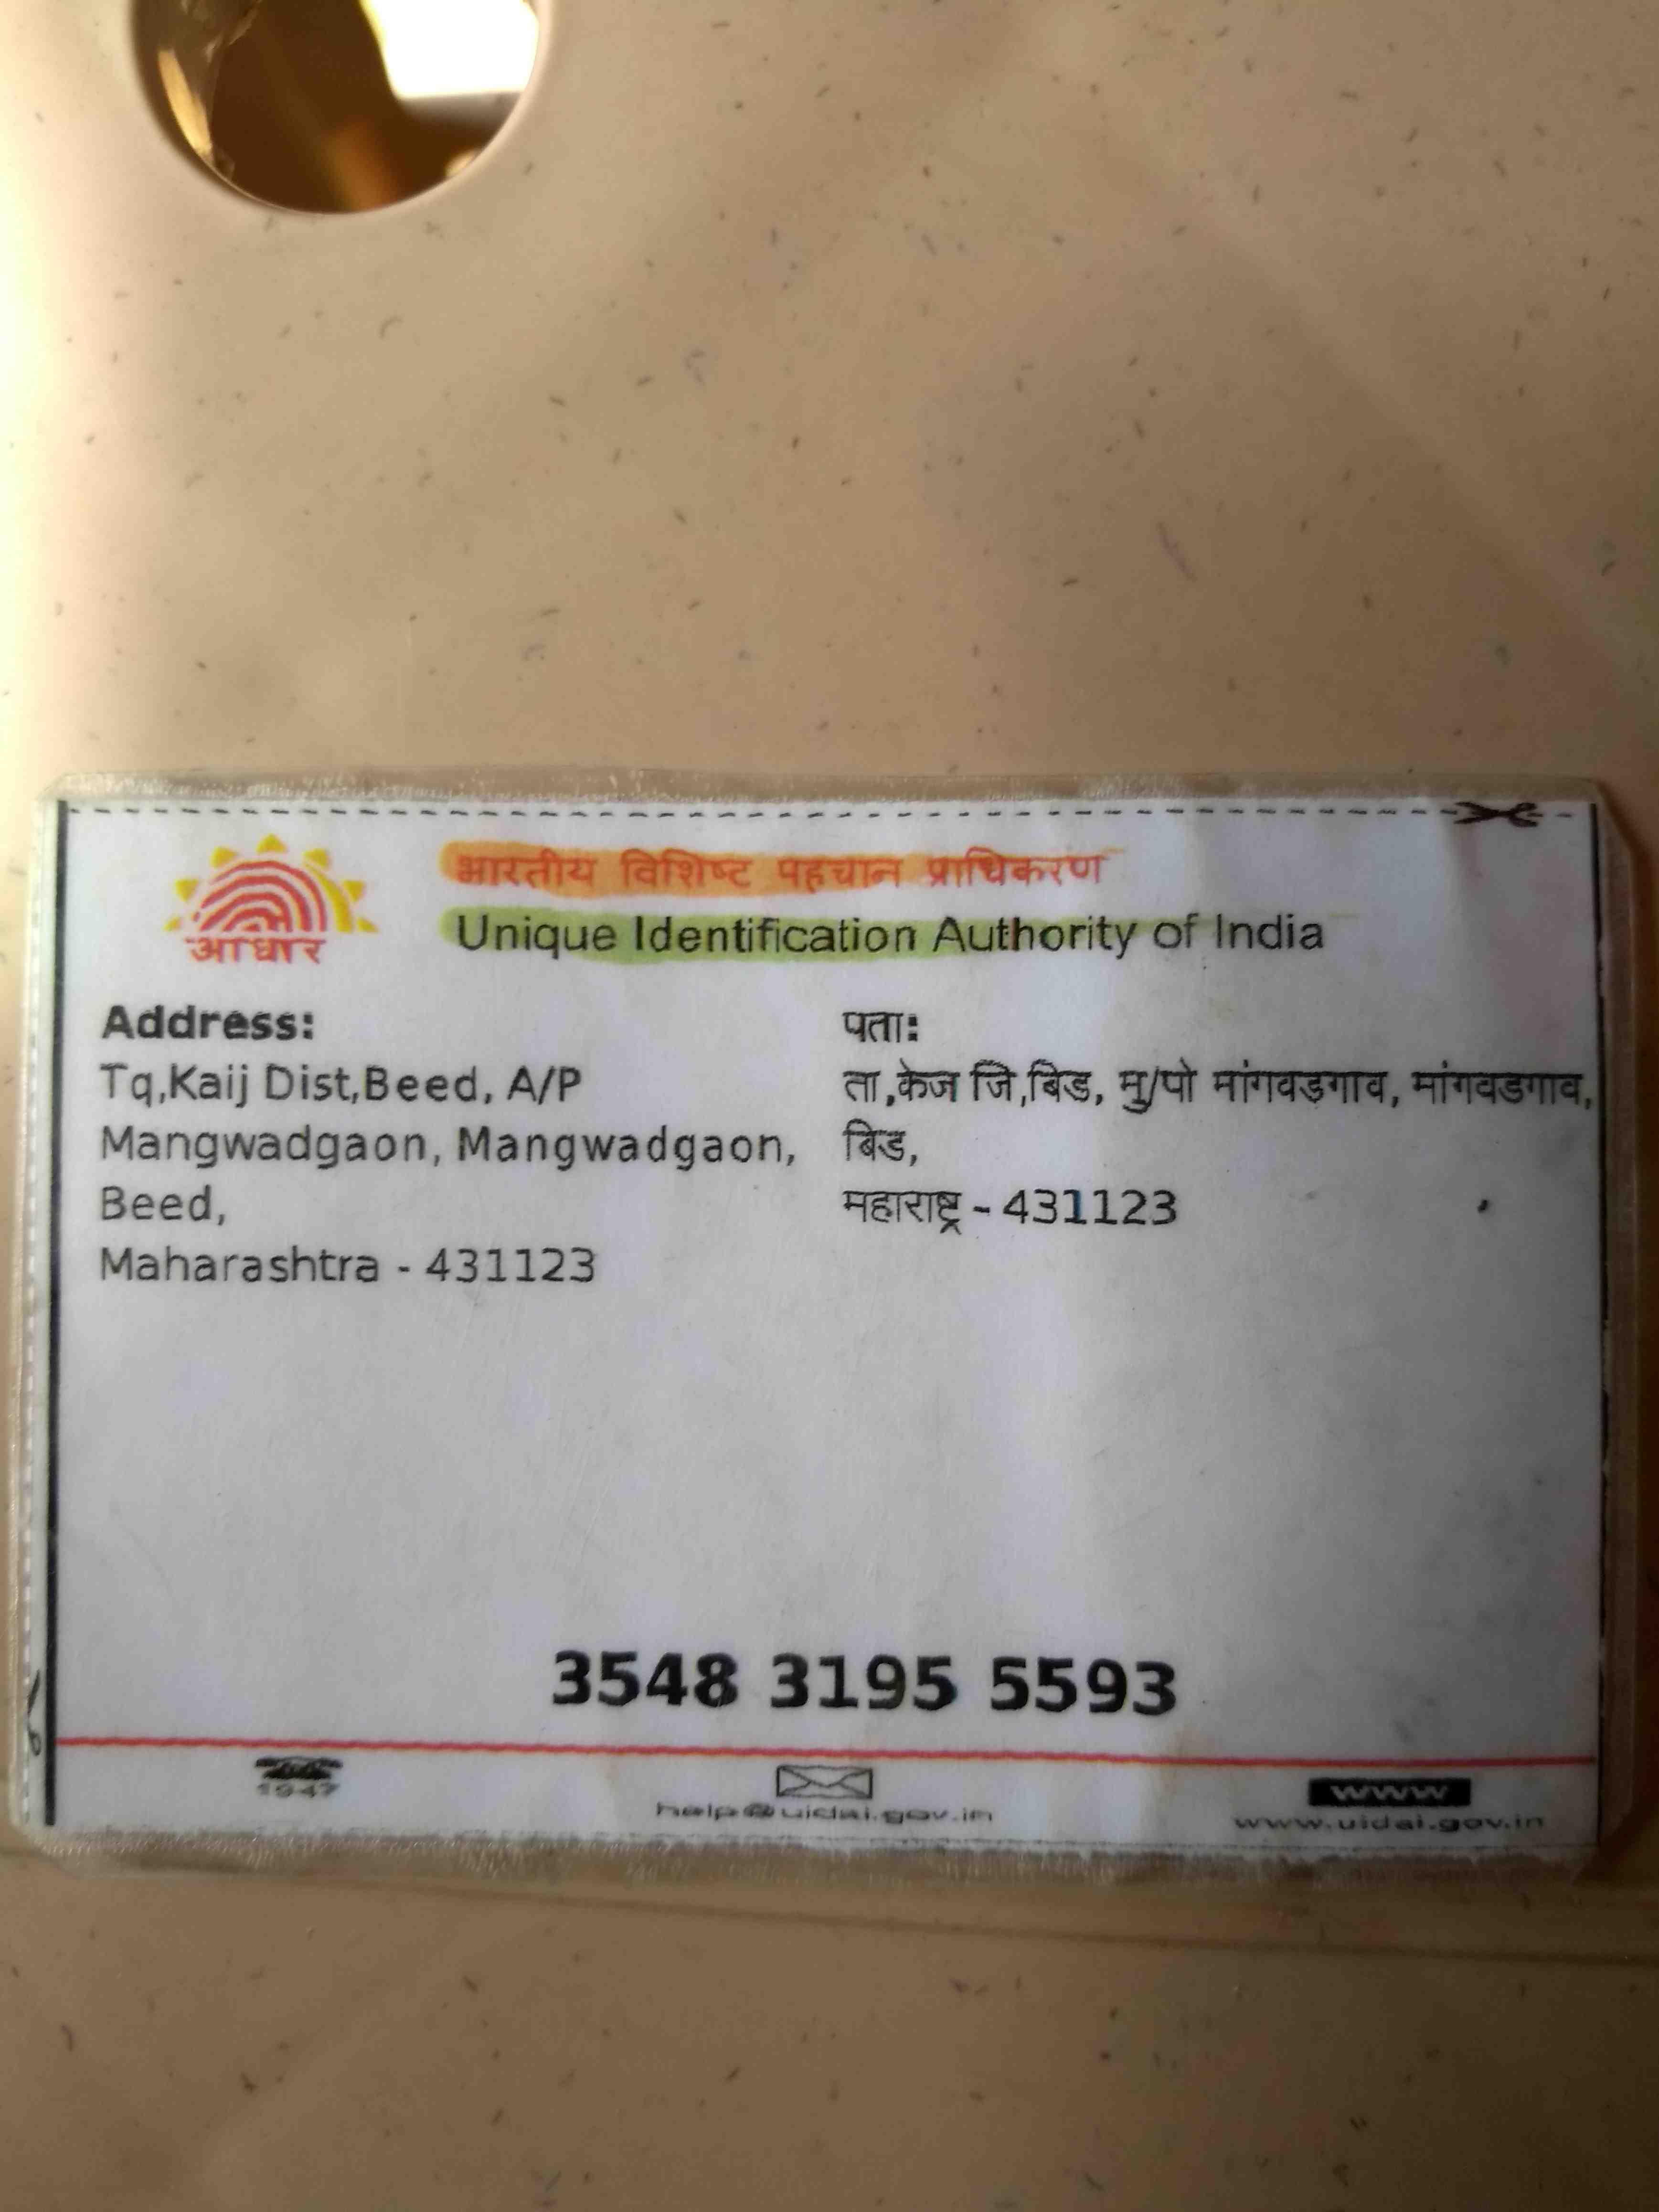 आधार
भारतीय विशिष्ट पहचान प्राधिकरण
Unique Identification Authority of India
Address:
Tq,Kaij Dist,Beed, A/P
Mangwadgaon, Mangwadgaon,
Beed,
Maharashtra - 431123
पता:
ता,केज जि,बिड, मु/पो मांगवडगाव, मांगवडगाव,
बिड,
महाराष्ट्र - 431123
3548 3195 5593
1947
help@uidai.gov.in
www
www.uidai.gov.in